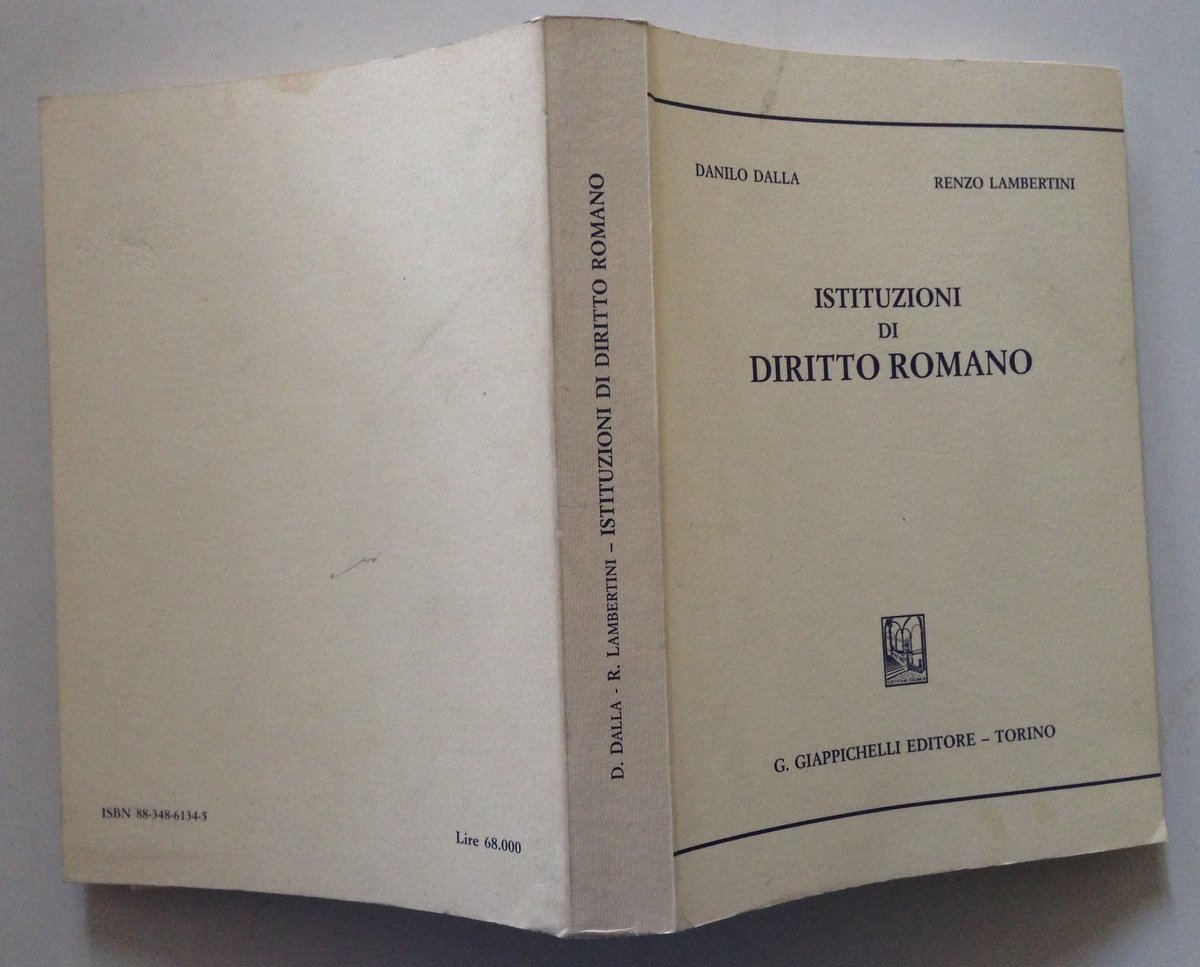 ISBN 88-348-6134-5
Lire 68.000
D. DALLA - R. LAMBERTINI – ISTITUZIONI DI DIRITTO ROMANO
DANILO DALLA RENZO LAMBERTINI
ISTITUZIONI
DI
DIRITTO ROMANO
G. GIAPPICHELLI EDITORE – TORINO